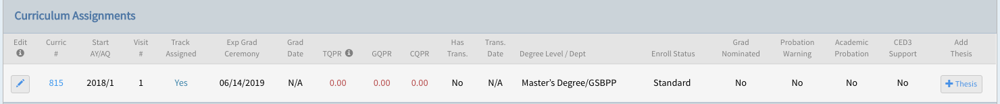 Curriculum Assignments
Edit Curric Start Visit Track Exp Grad Grad Has Trans. Grad Probation Academic CED3 Add
# AY/AQ # Assigned Ceremony Date TQPR GQPR CQPR Trans. Date Degree Level / Dept Enroll Status Nominated Warning Probation Support Thesis
815 2018/1 1 Yes 06/14/2019 N/A 0.00 0.00 0.00 No N/A Master's Degree/GSBPP Standard No No No No + Thesis